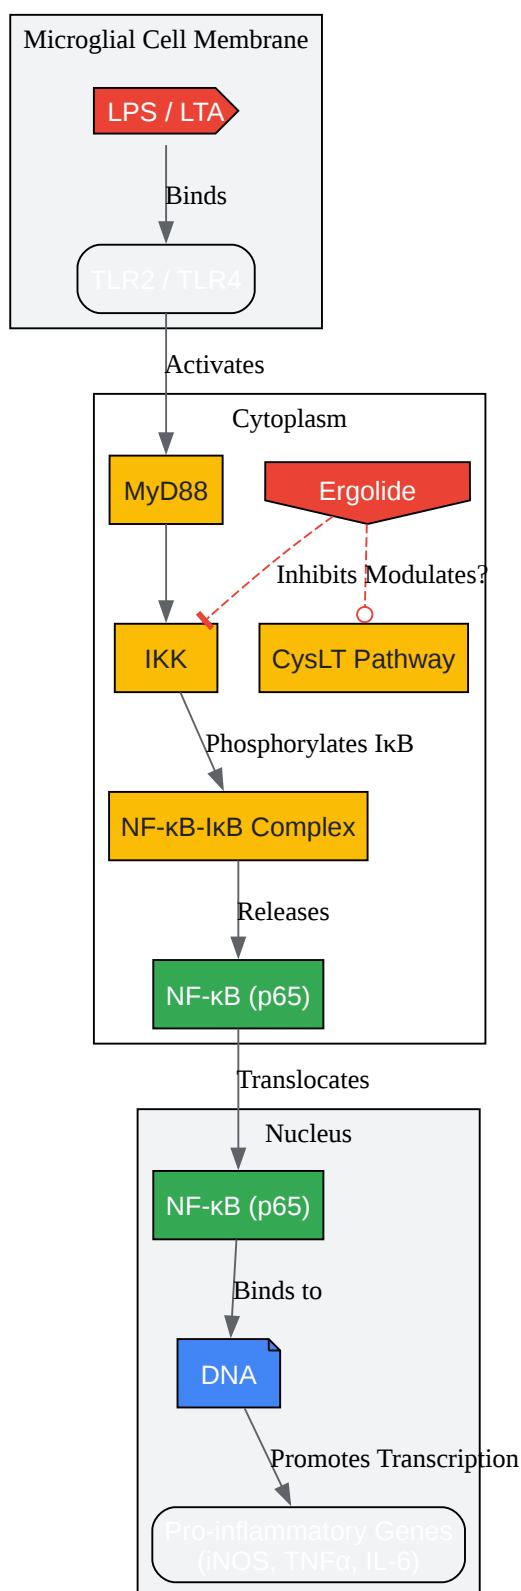 Microglial Cell Membrane
LPS / LTA
Binds
TLR2 / TLR4
Activates
Cytoplasm
MyD88
Ergolide
Inhibits
Modulates?
IKK
CysLT Pathway
Phosphorylates IκB
NF-κB-IκB Complex
Releases
NF-κB (p65)
Translocates
Nucleus
NF-κB (p65)
Binds to
DNA
Promotes Transcription
Pro-inflammatory Genes
(iNOS, TNFα, IL-6)